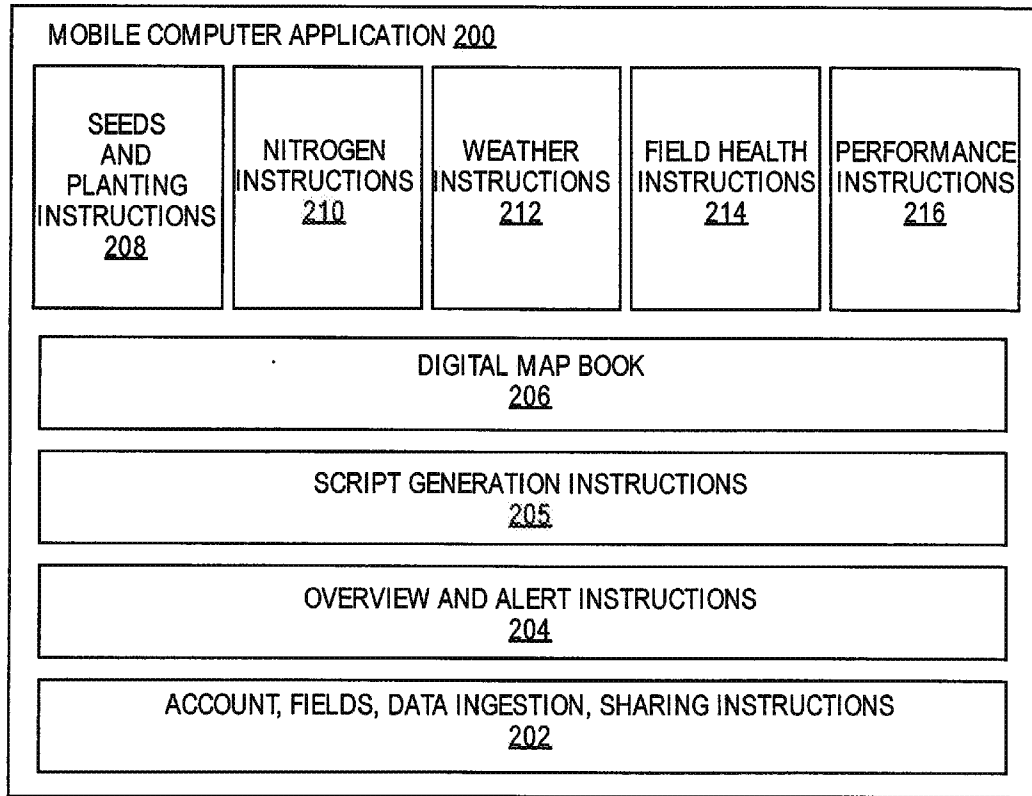 MOBILE COMPUTER APPLICATION 200
SEEDS
AND
PLANTING
INSTRUCTIONS
208
NITROGEN
INSTRUCTIONS
210
WEATHER
INSTRUCTIONS
212
FIELD HEALTH
INSTRUCTIONS
214
PERFORMANCE
INSTRUCTIONS
216
DIGITAL MAP BOOK
206
SCRIPT GENERATION INSTRUCTIONS
205
OVERVIEW AND ALERT INSTRUCTIONS
204
ACCOUNT, FIELDS, DATA INGESTION, SHARING INSTRUCTIONS
202